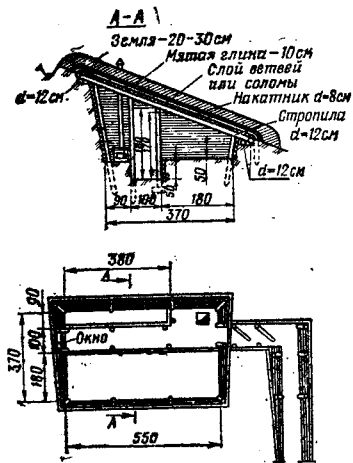 А-А
Земля-20-30см
Мятая глина-10см
Слой ветвей
или соломы
Накатник d=8см
Стропила
d=12см
d=12см
d=12см
50
50
90
100
180
370
380
А
90
100
Окно
370
180
А
550